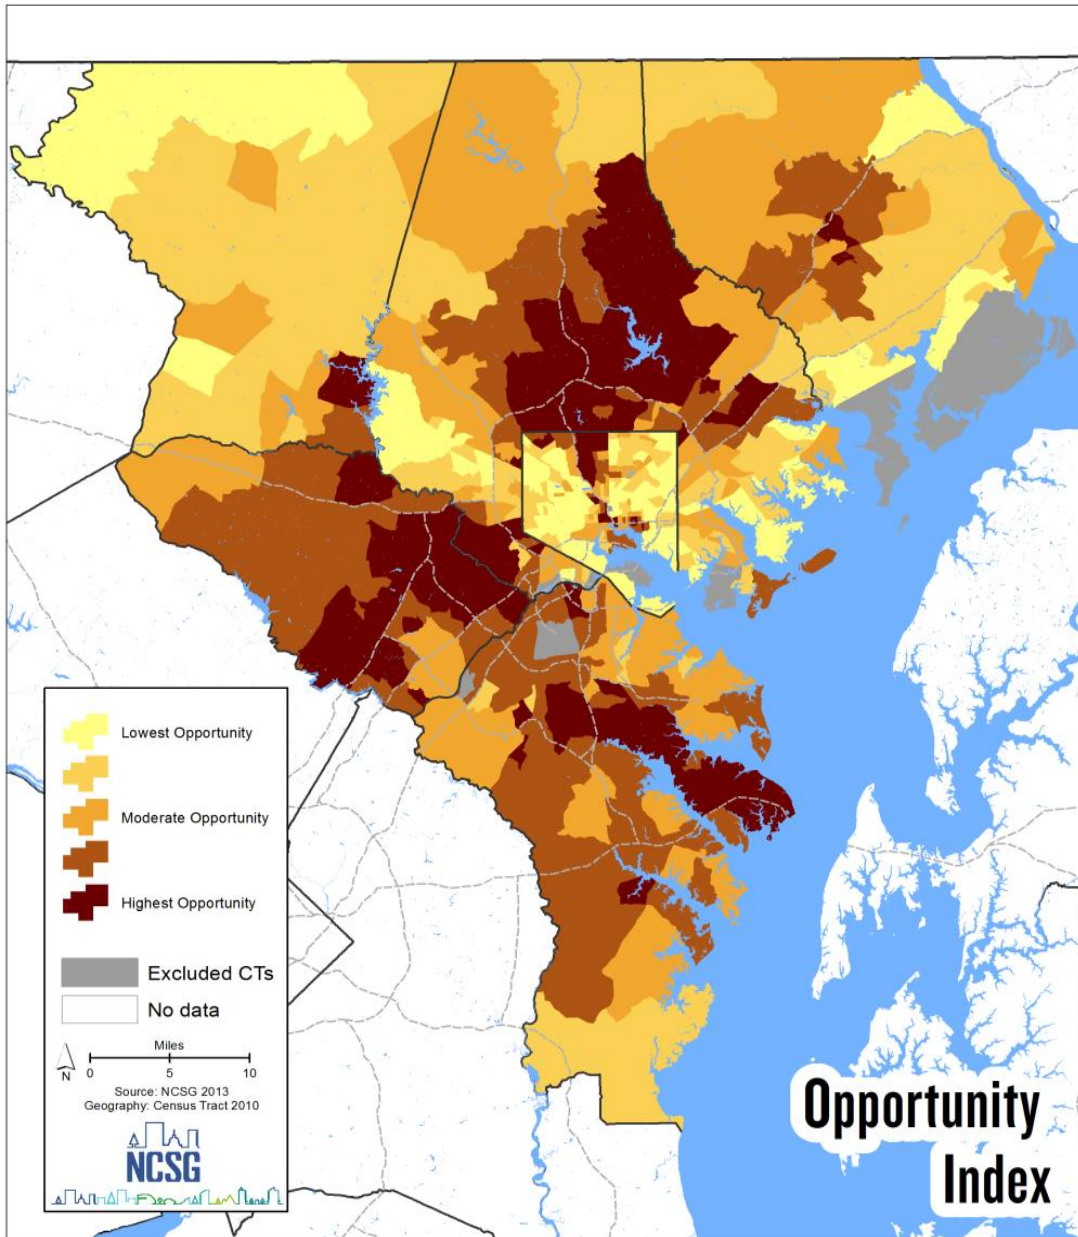 Lowest Opportunity
Moderate Opportunity
Highest Opportunity
Excluded CTs
No data
Miles
N
0 5 10
Source: NCSG 2013
Geography: Census Tract 2010
NCSG
Opportunity
Index